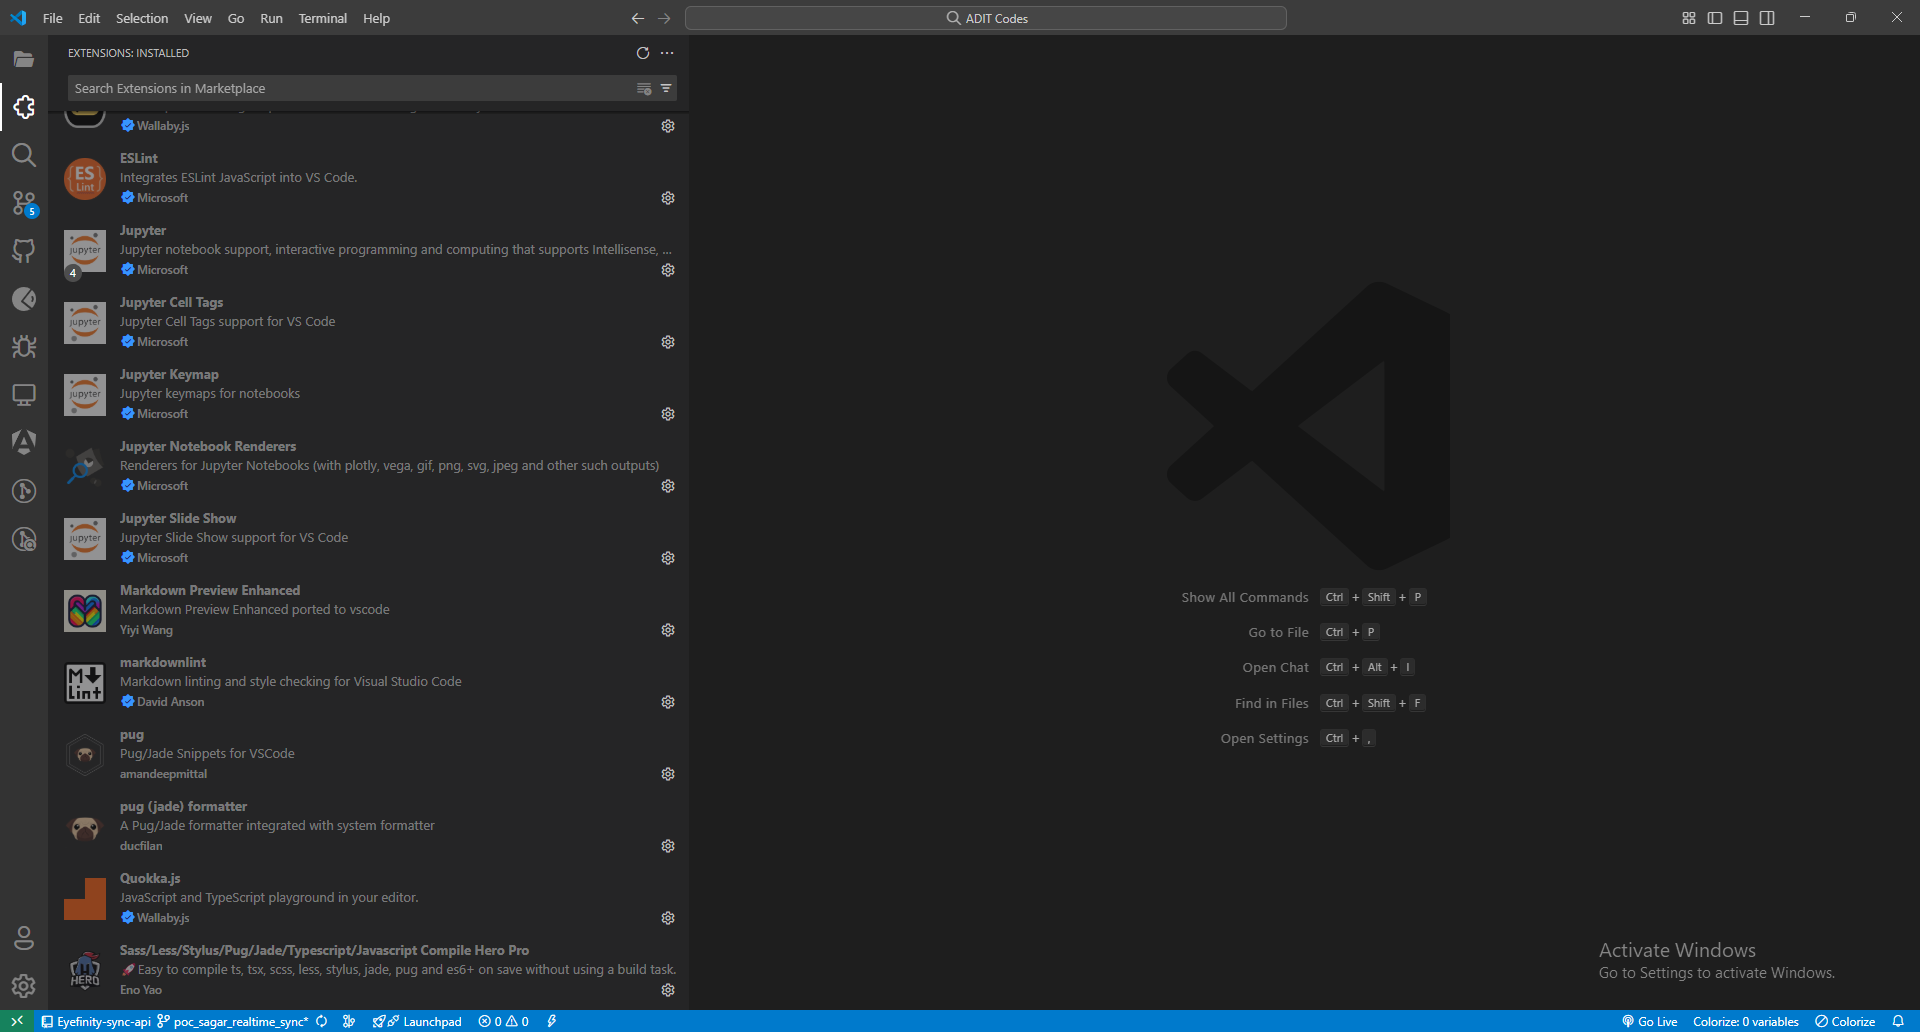 File Edit Selection View Go Run Terminal Help
ADIT Codes
EXTENSIONS: INSTALLED
Search Extensions in Marketplace
Wallaby.js
ESLint
Integrates ESLint JavaScript into VS Code.
Microsoft
Jupyter
Jupyter notebook support, interactive programming and computing that supports Intellisense, ...
4
Microsoft
Jupyter Cell Tags
Jupyter Cell Tags support for VS Code
Microsoft
Jupyter Keymap
Jupyter keymaps for notebooks
Microsoft
Jupyter Notebook Renderers
Renderers for Jupyter Notebooks (with plotly, vega, gif, png, svg, jpeg and other such outputs)
Microsoft
Jupyter Slide Show
Jupyter Slide Show support for VS Code
Microsoft
Markdown Preview Enhanced
Markdown Preview Enhanced ported to vscode
Yiyi Wang
markdownlint
Markdown linting and style checking for Visual Studio Code
David Anson
pug
Pug/Jade Snippets for VSCode
amandeepmittal
pug (jade) formatter
A Pug/Jade formatter integrated with system formatter
ducfilan
Quokka.js
JavaScript and TypeScript playground in your editor.
Wallaby.js
Sass/Less/Stylus/Pug/Jade/Typescript/Javascript Compile Hero Pro
🚀Easy to compile ts, tsx, scss, less, stylus, jade, pug and es6+ on save without using a build task.
Eno Yao
5
ES
Lint
jupyter
jupyter
jupyter
jupyter
M
Lint
HERO
Show All Commands Ctrl + Shift + P
Go to File Ctrl + P
Open Chat Ctrl + Alt + I
Find in Files Ctrl + Shift + F
Open Settings Ctrl + ,
Activate Windows
Go to Settings to activate Windows.
Eyefinity-sync-api poc_sagar_realtime_sync* Launchpad 0 0 Go Live Colorize: 0 variables Colorize